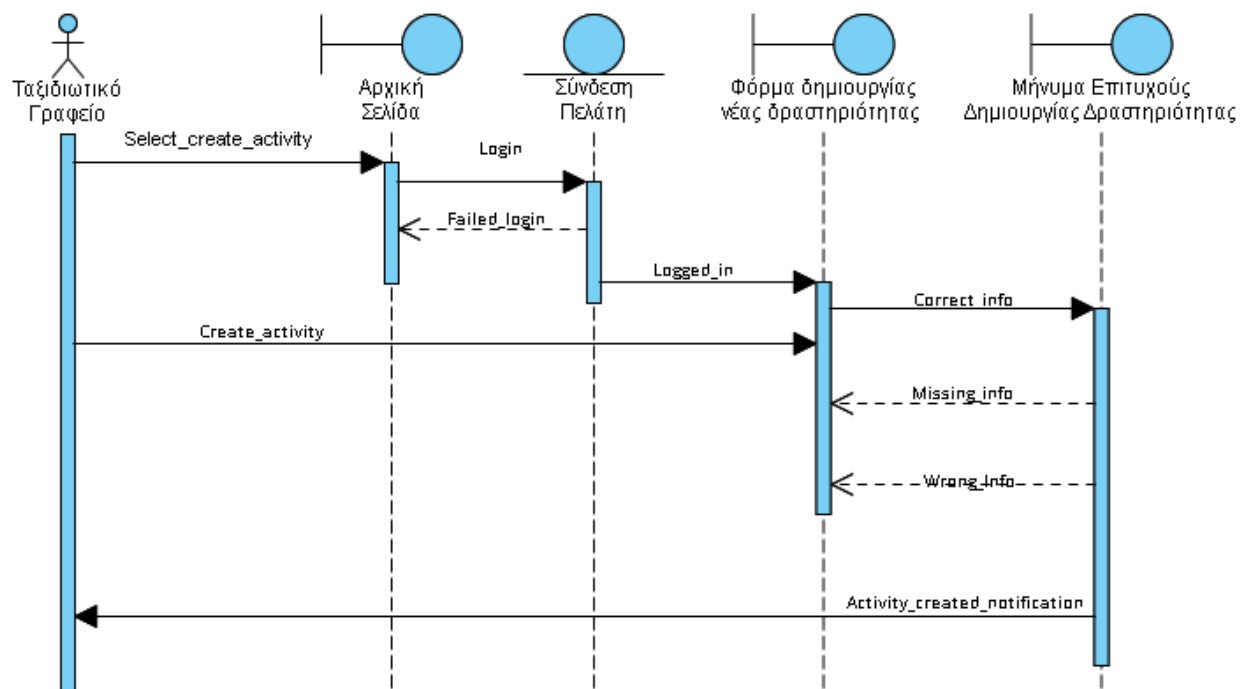 Ταξιδιωτικό
Γραφείο
Αρχική
Σελίδα
Σύνδεση
Πελάτη
Φόρμα δημιουργίας
νέας δραστηριότητας
Μήνυμα Επιτυχούς
Δημιουργίας Δραστηριότητας
Select_create_activity
Login
Failed_login
Logged_in
Correct_info
Create_activity
Missing_info
Wrong_info
Activity_created_notification